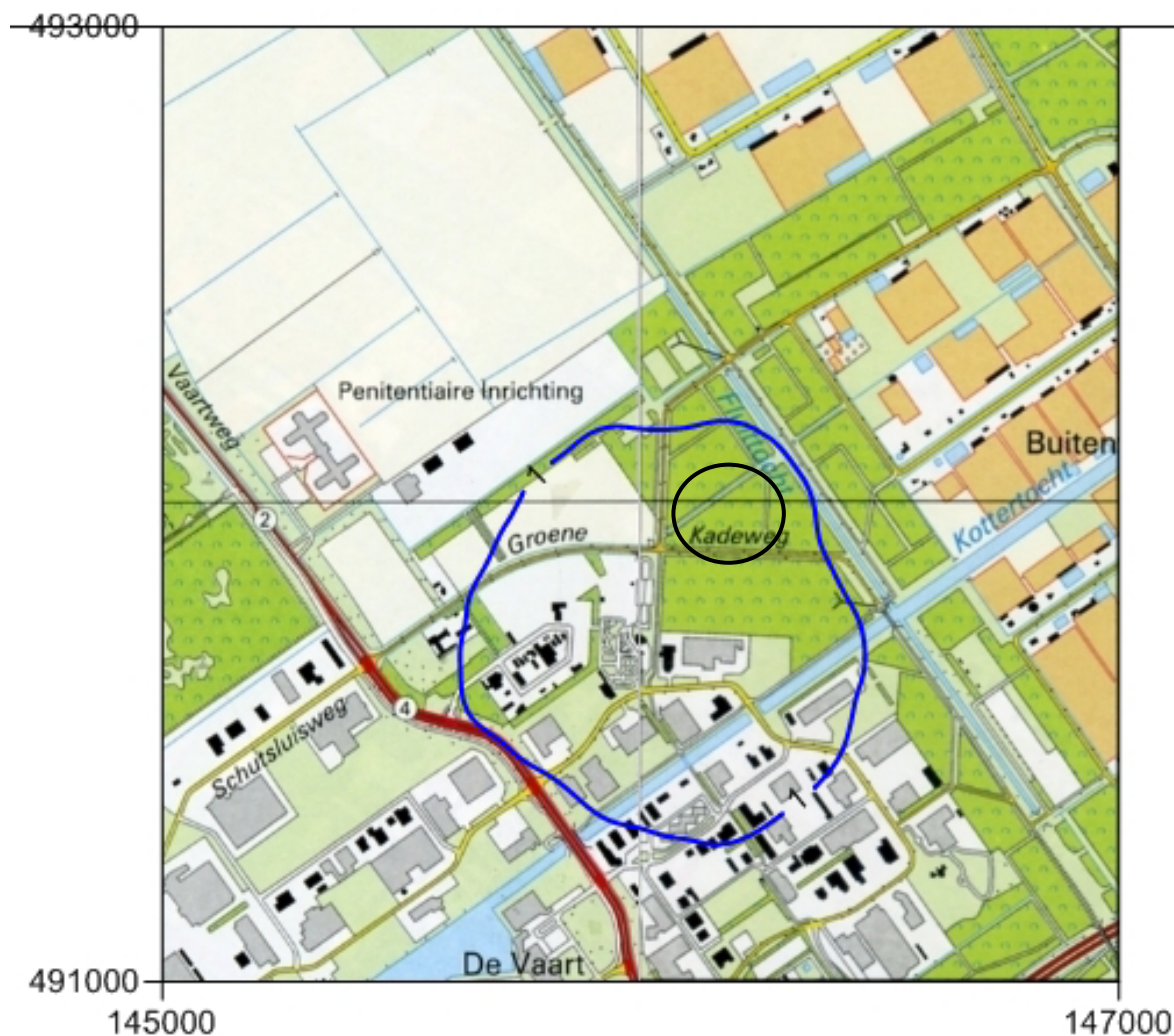 493000
Vaartweg
Penitentiaire Inrichting
Buiten
Kottertocht
1
2
Groene
Kadeweg
4
Schutsluisweg
1
De Vaart
491000
145000
147000